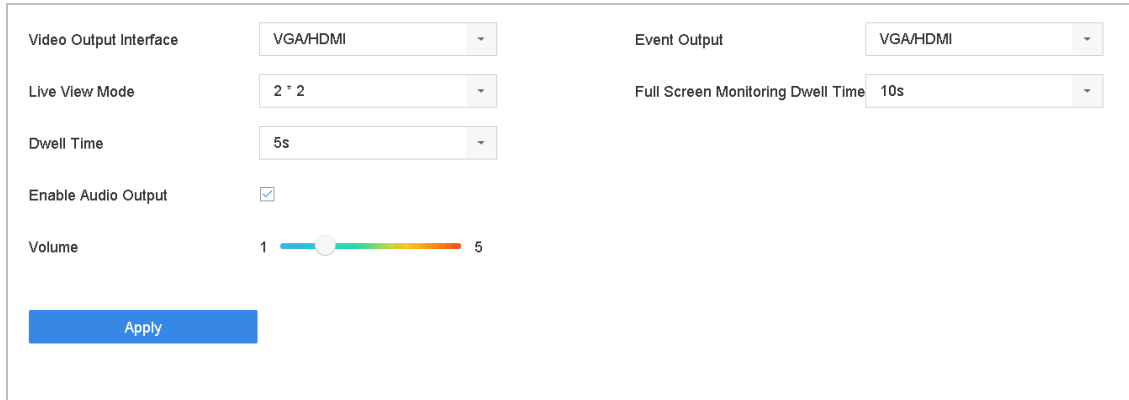 Video Output Interface VGA/HDMI Event Output VGA/HDMI
Live View Mode 2 * 2 Full Screen Monitoring Dwell Time 10s
Dwell Time 5s
Enable Audio Output
Volume 1 5
Apply